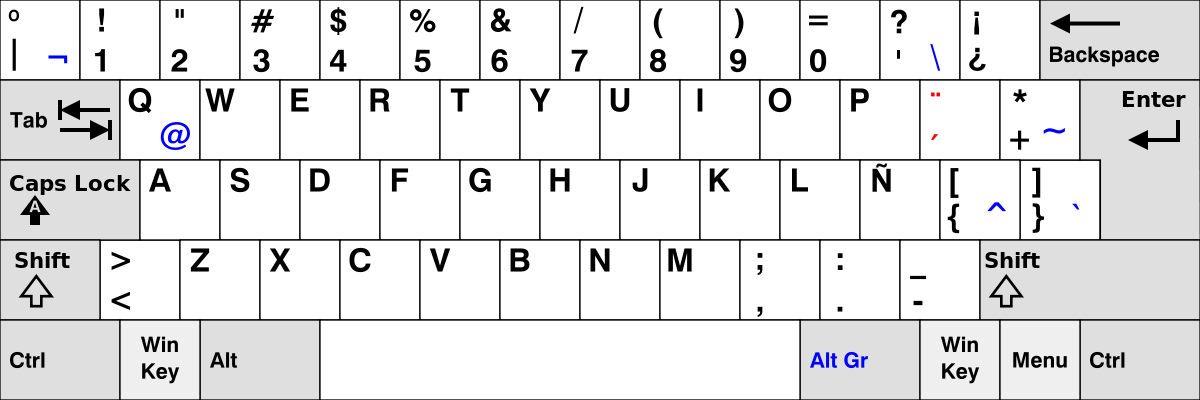 ° ! " # $ % & / ( ) = ? ¡
| ¬ 1 2 3 4 5 6 7 8 9 0 ' \ ¿ Backspace
Tab Q W E R T Y U I O P ¨ * Enter
@ ´ + ~
Caps Lock A S D F G H J K L Ñ [ ]
A { ^ } `
Shift > Z X C V B N M ; : _ Shift
< , . -
Ctrl Win Key Alt Alt Gr Win Key Menu Ctrl